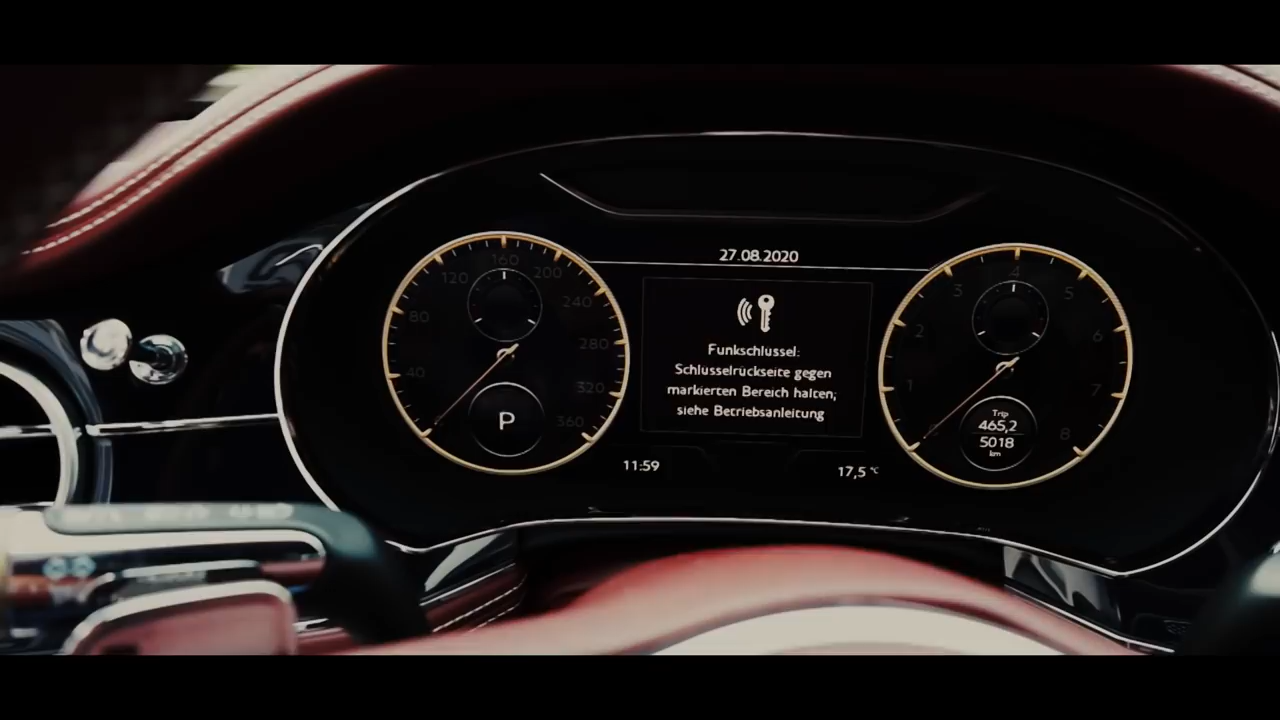 27.08.2020
160
120
200
80
240
280
40
320
360
P
Funkschlussel:
Schlusselrückseite gegen
markierten Bereich halten;
siehe Betriebsanleitung
11:59
17,5 °C
4
3
5
2
6
1
7
8
Trip
465,2
5018
km